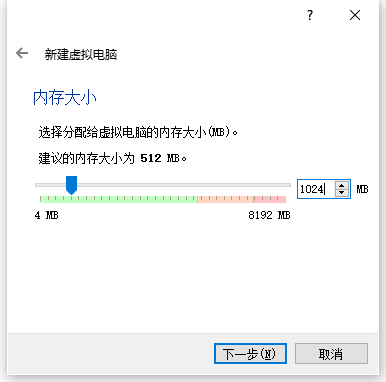 ?
新建虚拟电脑
内存大小
选择分配给虚拟电脑的内存大小(MB)。
建议的内存大小为 512 MB。
1024 MB
4 MB 8192 MB
下一步(N) 取消